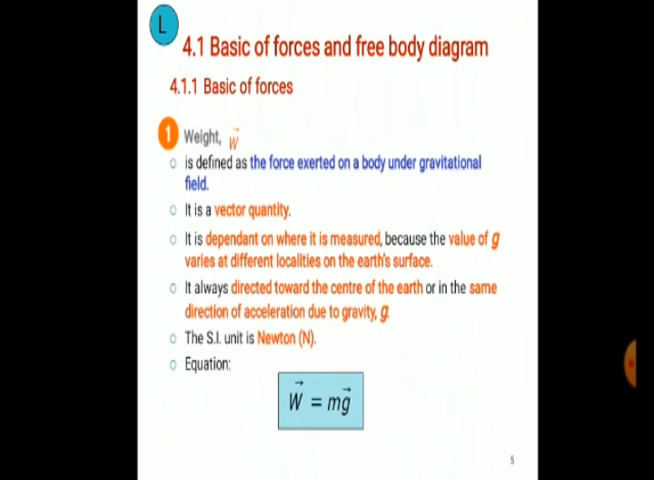 L
4.1 Basic of forces and free body diagram
4.1.1 Basic of forces
1 Weight, W⃗
o is defined as the force exerted on a body under gravitational
field.
o It is a vector quantity.
o It is dependant on where it is measured, because the value of g
varies at different localities on the earth's surface.
o It always directed toward the centre of the earth or in the same
direction of acceleration due to gravity, g.
o The S.I. unit is Newton (N).
o Equation:
W⃗ = mg⃗
5